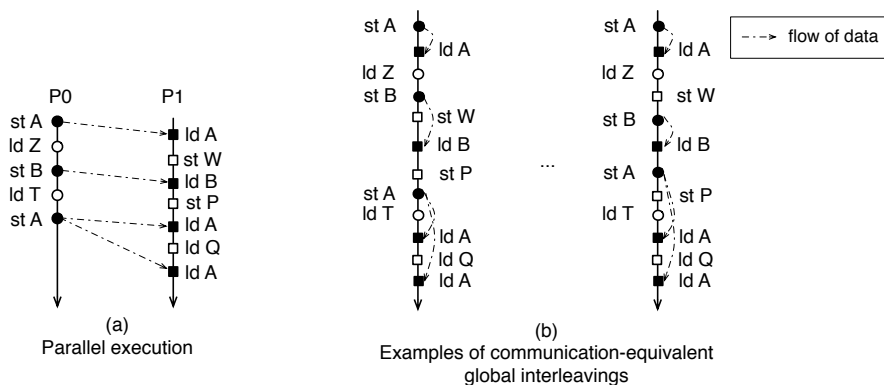 P0 P1
st A
ld A
ld Z
st W
st B
ld B
ld T
st P
st A
ld A
ld Q
ld A
(a)
Parallel execution
st A
ld A
ld Z
st B
st W
ld B
st P
st A
ld T
ld A
ld Q
ld A
...
st A
ld A
ld Z
st W
st B
ld B
st A
st P
ld T
ld A
ld Q
ld A
(b)
Examples of communication-equivalent
global interleavings
flow of data